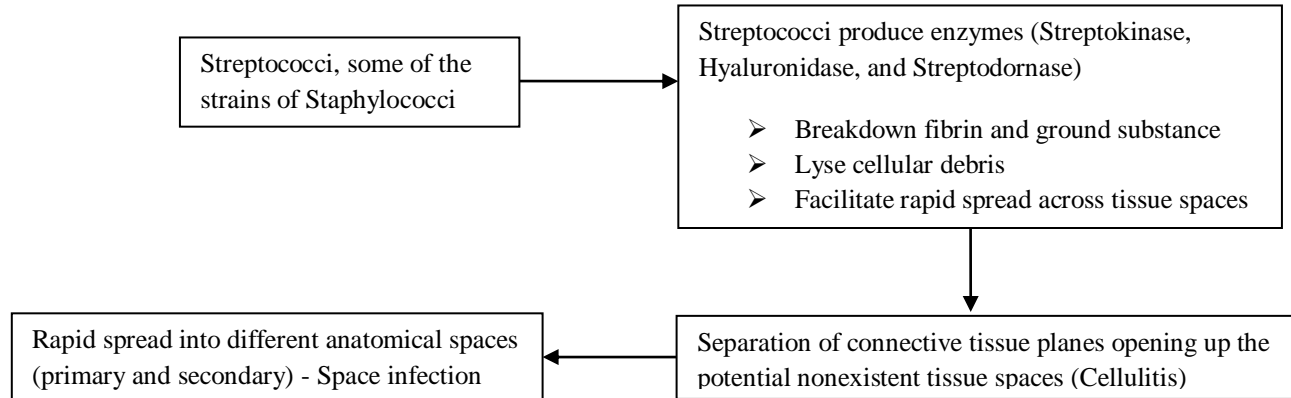 Streptococci, some of the
strains of Staphylococci
Streptococci produce enzymes (Streptokinase,
Hyaluronidase, and Streptodornase)
➢ Breakdown fibrin and ground substance
➢ Lyse cellular debris
➢ Facilitate rapid spread across tissue spaces
Separation of connective tissue planes opening up the
potential nonexistent tissue spaces (Cellulitis)
Rapid spread into different anatomical spaces
(primary and secondary) - Space infection